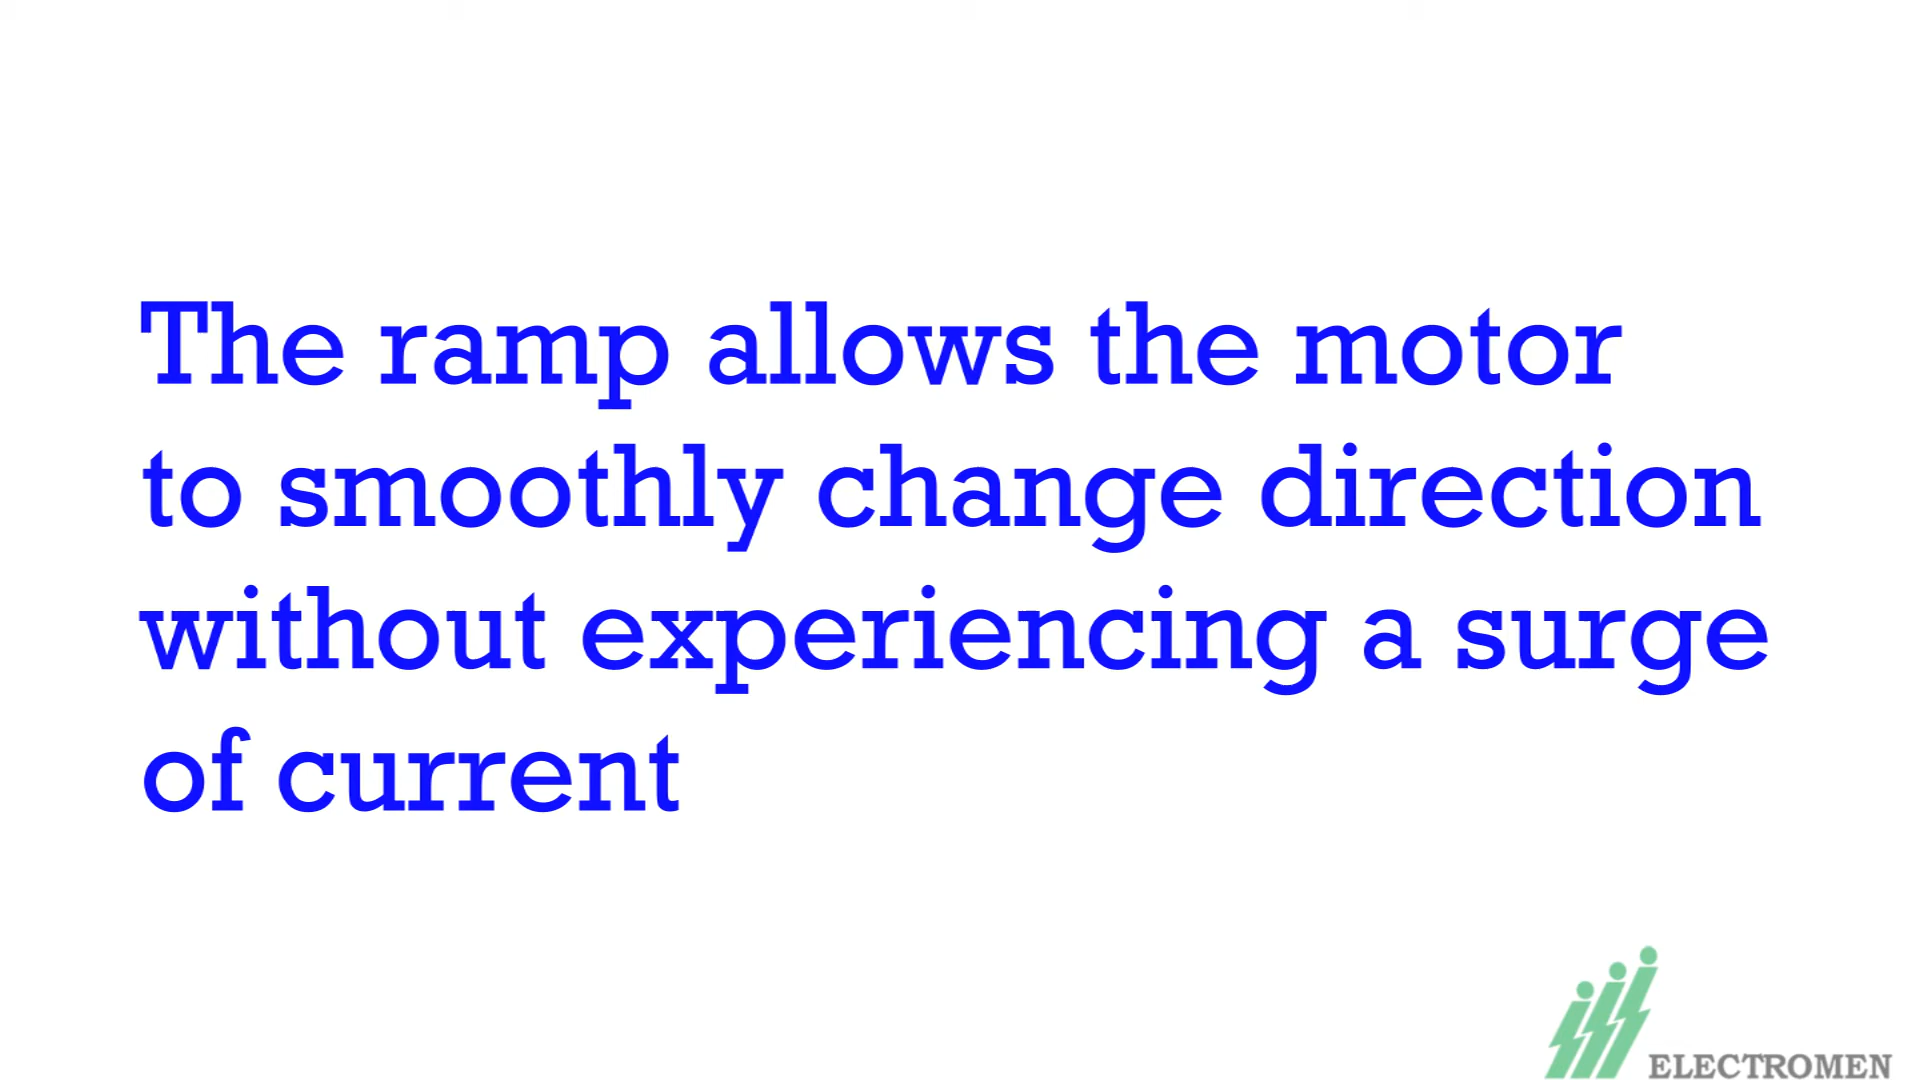 The ramp allows the motor
to smoothly change direction
without experiencing a surge
of current
ELECTROMEN